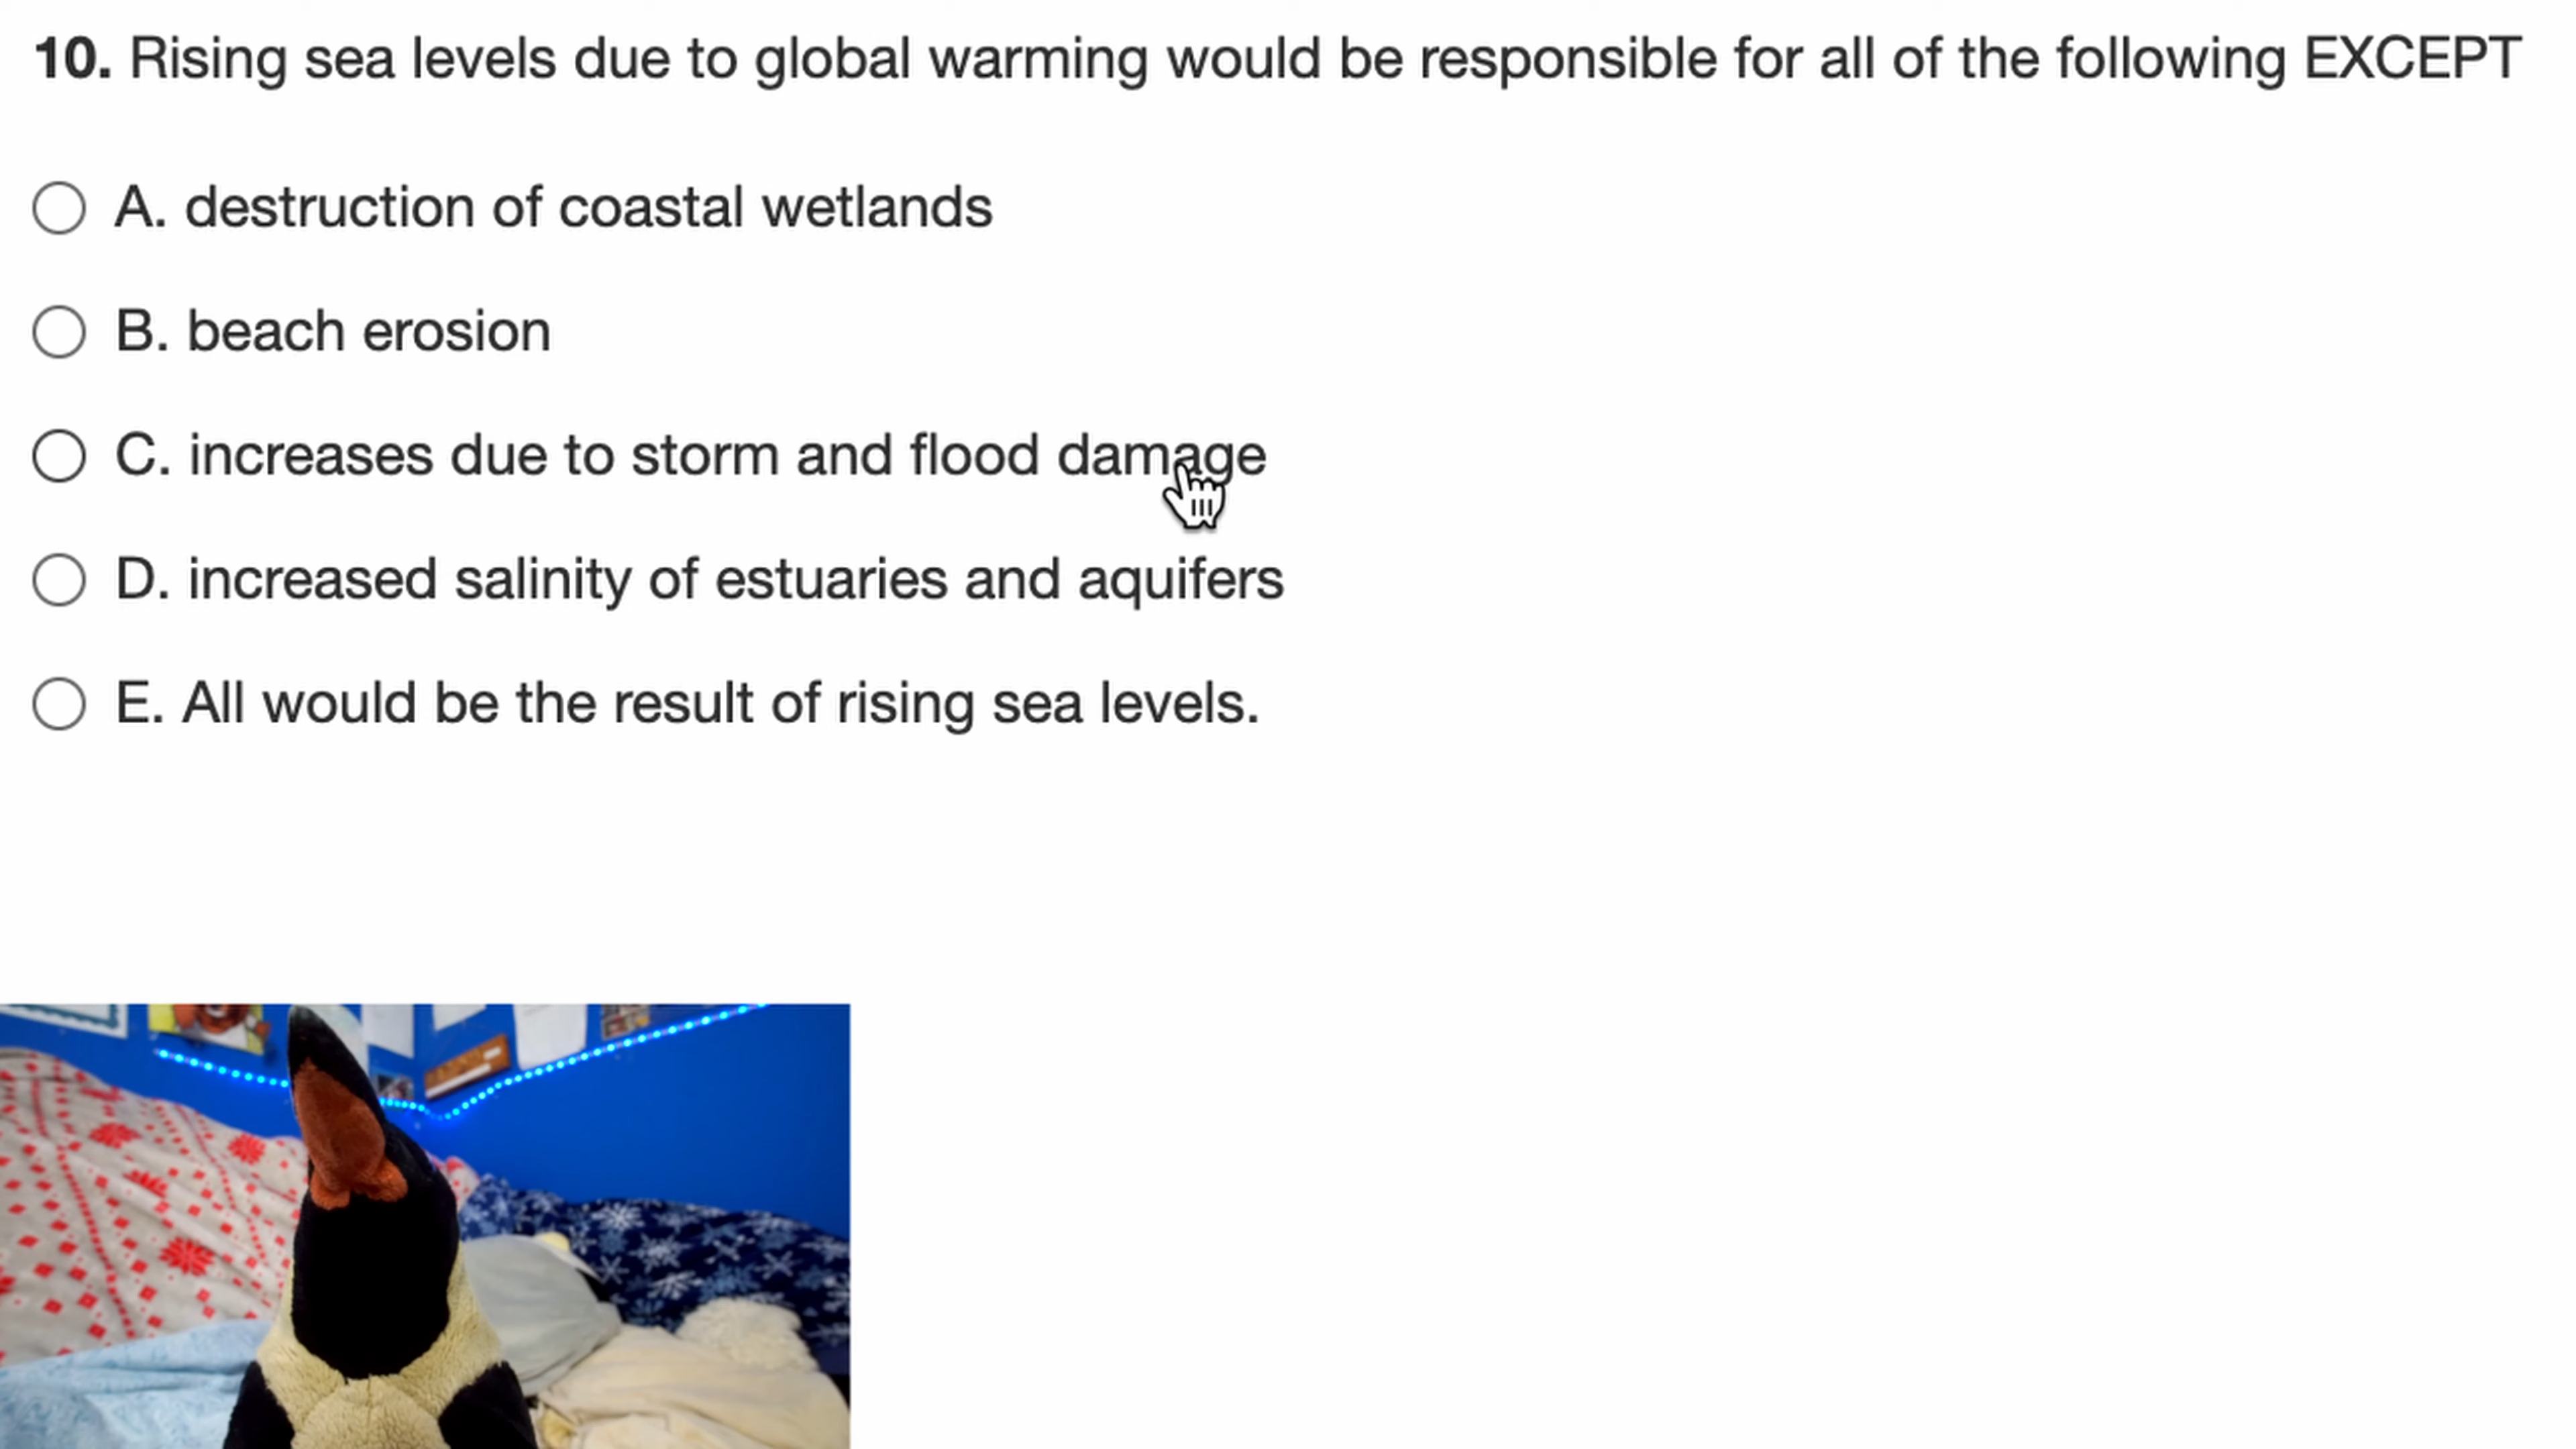 10. Rising sea levels due to global warming would be responsible for all of the following EXCEPT
A. destruction of coastal wetlands
B. beach erosion
C. increases due to storm and flood damage
D. increased salinity of estuaries and aquifers
E. All would be the result of rising sea levels.